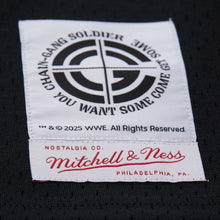 CHAIN-GANG SOLDIER
YOU WANT SOME COME GET SOME
™ & © 2025 WWE. All Rights Reserved.
NOSTALGIA CO.
Mitchell & Ness
PHILADELPHIA, PA.